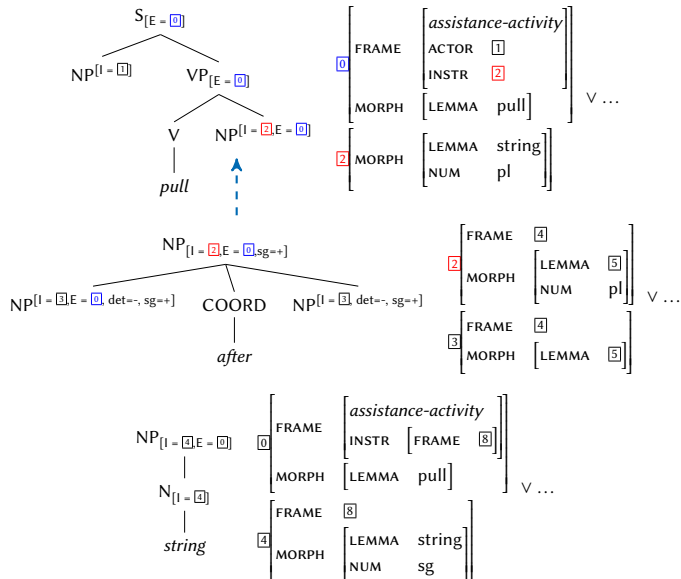 S[E = 0]
NP[I = 1] VP[E = 0]
V NP[I = 2,E = 0]
pull
0 FRAME assistance-activity
ACTOR 1
INSTR 2
MORPH LEMMA pull
∨ ...
2 MORPH LEMMA string
NUM pl
NP[I = 2,E = 0,sg=+]
NP[I = 3,E = 0, det=-, sg=+] COORD NP[I = 3, det=-, sg=+]
after
2 FRAME 4
MORPH LEMMA 5
NUM pl
∨ ...
3 FRAME 4
MORPH LEMMA 5
NP[I = 4,E = 0]
N[I = 4]
string
0 FRAME assistance-activity
INSTR [FRAME 8]
MORPH [LEMMA pull]
∨ ...
4 FRAME 8
MORPH LEMMA string
NUM sg